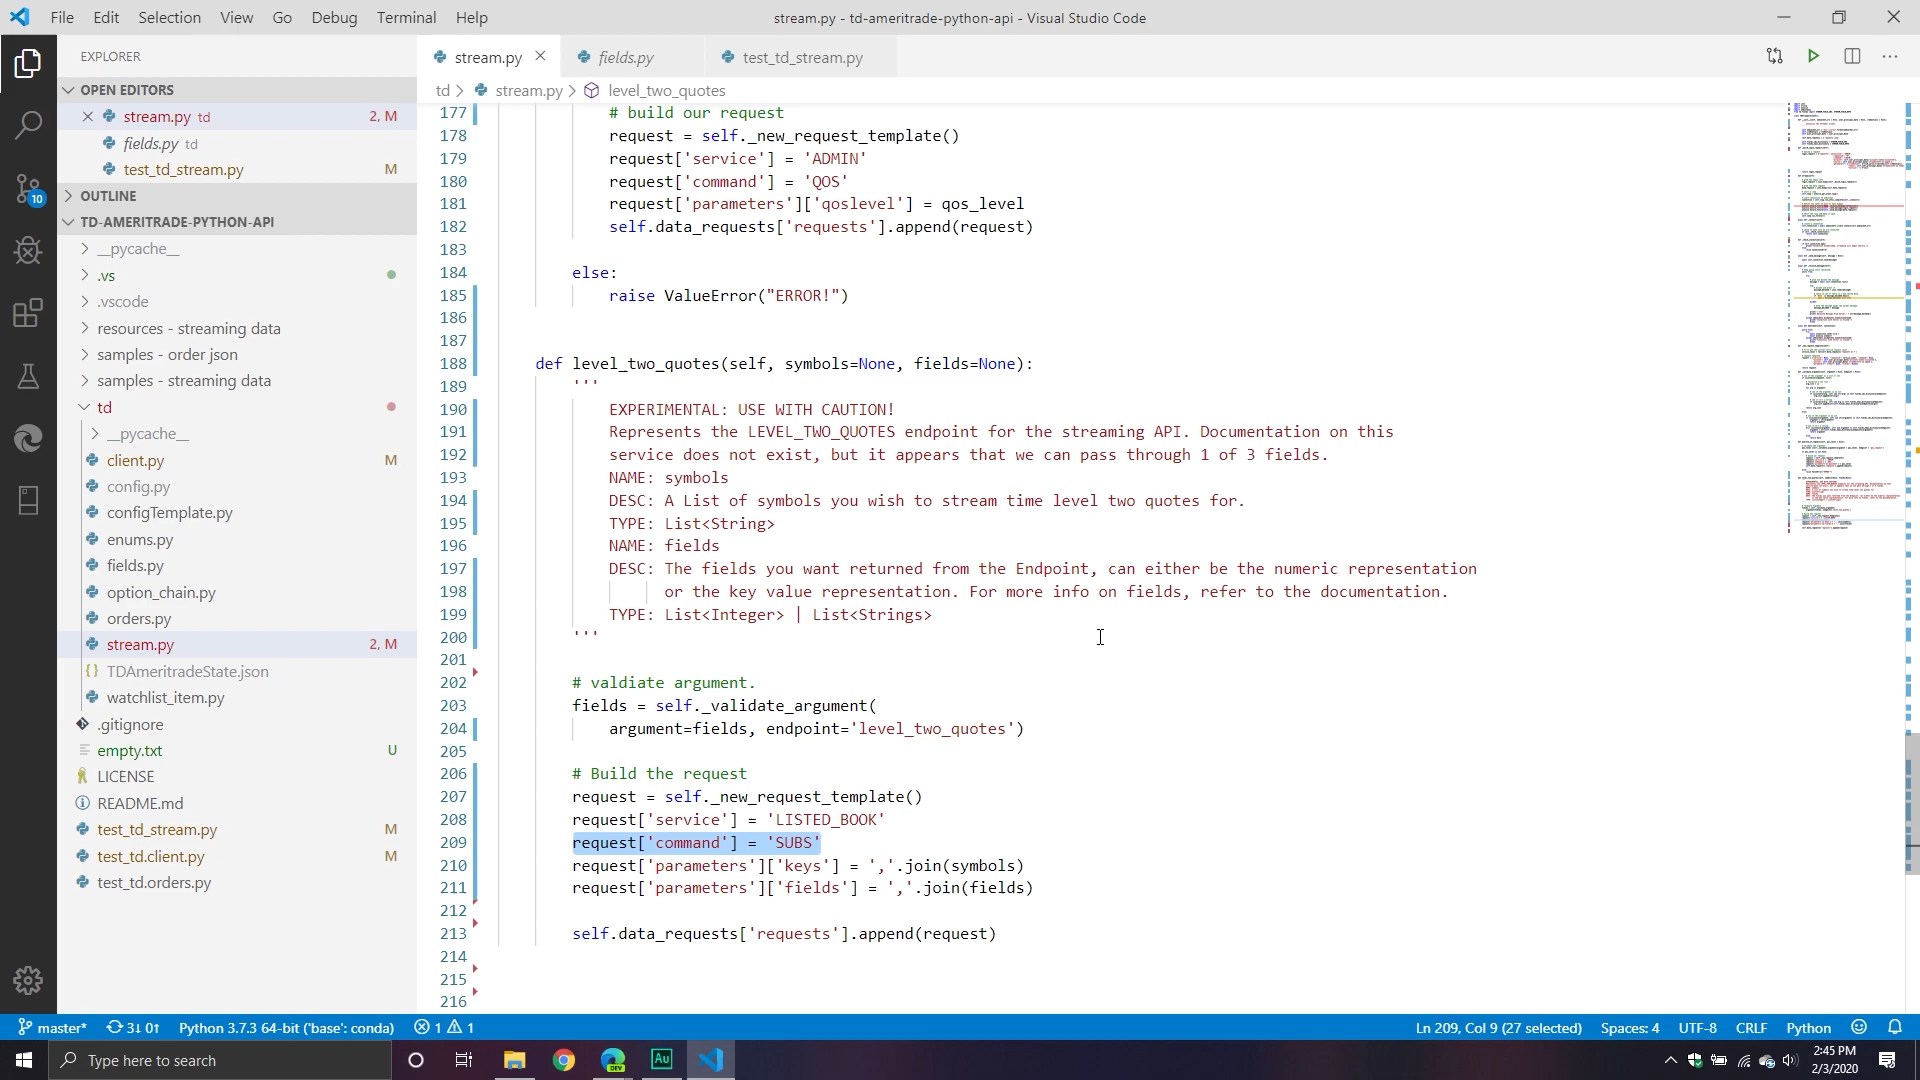 File Edit Selection View Go Debug Terminal Help
stream.py - td-ameritrade-python-api - Visual Studio Code
EXPLORER
OPEN EDITORS
stream.py td 2, M
fields.py td
test_td_stream.py M
OUTLINE
TD-AMERITRADE-PYTHON-API
__pycache__
.vs
.vscode
resources - streaming data
samples - order json
samples - streaming data
td
__pycache__
client.py M
config.py
configTemplate.py
enums.py
fields.py
option_chain.py
orders.py
stream.py 2, M
TDAmeritradeState.json
watchlist_item.py
.gitignore
empty.txt U
LICENSE
README.md
test_td_stream.py M
test_td.client.py M
test_td.orders.py
10
stream.py fields.py test_td_stream.py
td > stream.py > level_two_quotes
177 # build our request
178 request = self._new_request_template()
179 request['service'] = 'ADMIN'
180 request['command'] = 'QOS'
181 request['parameters']['qoslevel'] = qos_level
182 self.data_requests['requests'].append(request)
183
184 else:
185 raise ValueError("ERROR!")
186
187
188 def level_two_quotes(self, symbols=None, fields=None):
189 '''
190 EXPERIMENTAL: USE WITH CAUTION!
191 Represents the LEVEL_TWO_QUOTES endpoint for the streaming API. Documentation on this
192 service does not exist, but it appears that we can pass through 1 of 3 fields.
193 NAME: symbols
194 DESC: A List of symbols you wish to stream time level two quotes for.
195 TYPE: List<String>
196 NAME: fields
197 DESC: The fields you want returned from the Endpoint, can either be the numeric representation
198 or the key value representation. For more info on fields, refer to the documentation.
199 TYPE: List<Integer> | List<Strings>
200 '''
201
202 # valdiate argument.
203 fields = self._validate_argument(
204 argument=fields, endpoint='level_two_quotes')
205
206 # Build the request
207 request = self._new_request_template()
208 request['service'] = 'LISTED_BOOK'
209 request['command'] = 'SUBS'
210 request['parameters']['keys'] = ','.join(symbols)
211 request['parameters']['fields'] = ','.join(fields)
212
213 self.data_requests['requests'].append(request)
214
215
216
master* 3↓ 0↑ Python 3.7.3 64-bit ('base': conda) 1 1
Ln 209, Col 9 (27 selected) Spaces: 4 UTF-8 CRLF Python
Type here to search
DEV
Au
2:45 PM
2/3/2020